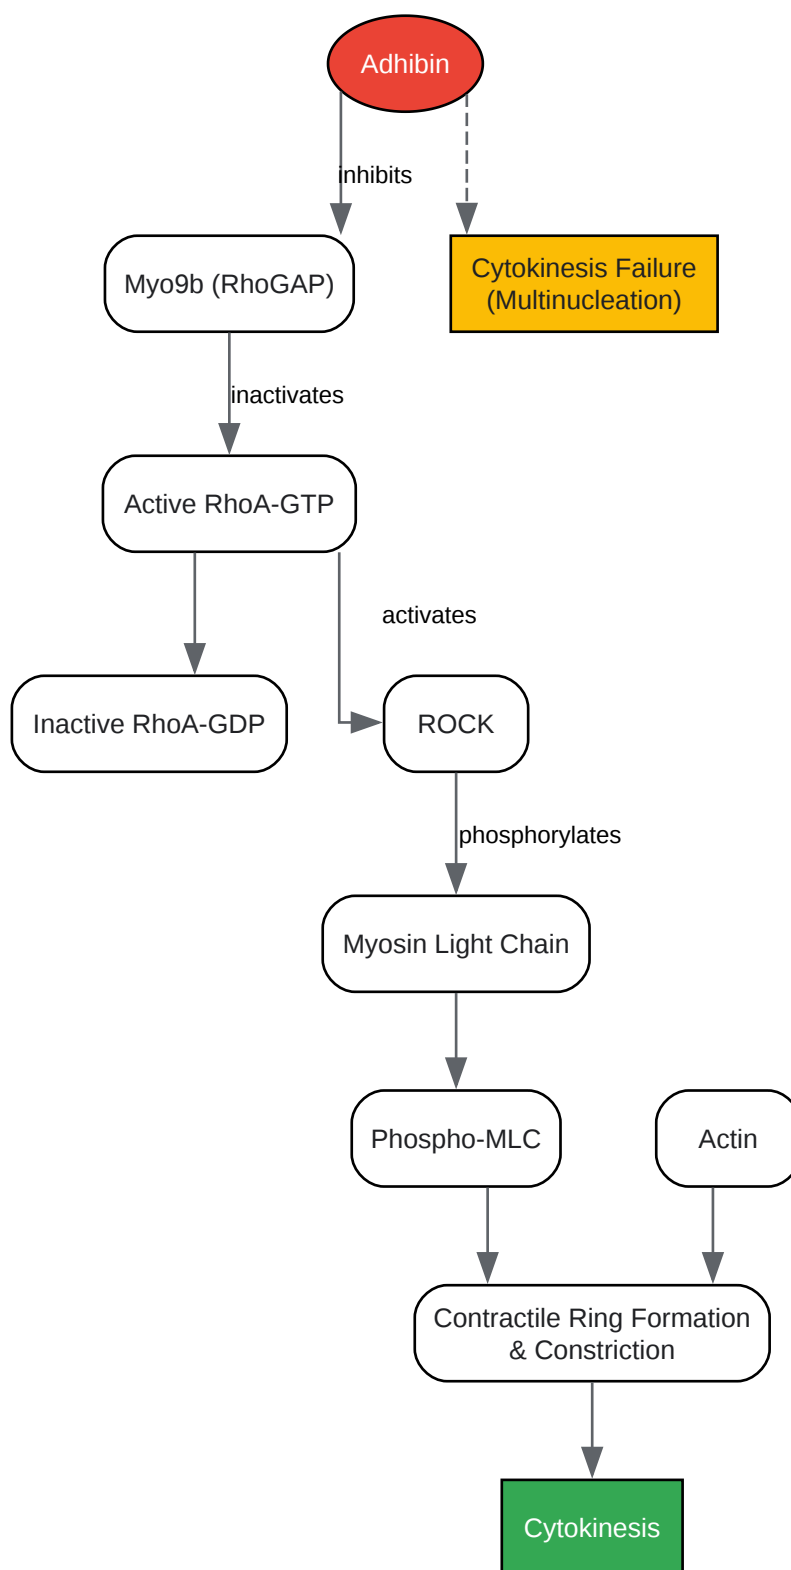 Adhibin
inhibits
Myo9b (RhoGAP)
Cytokinesis Failure
(Multinucleation)
inactivates
Active RhoA-GTP
activates
Inactive RhoA-GDP
ROCK
phosphorylates
Myosin Light Chain
Phospho-MLC
Actin
Contractile Ring Formation
& Constriction
Cytokinesis